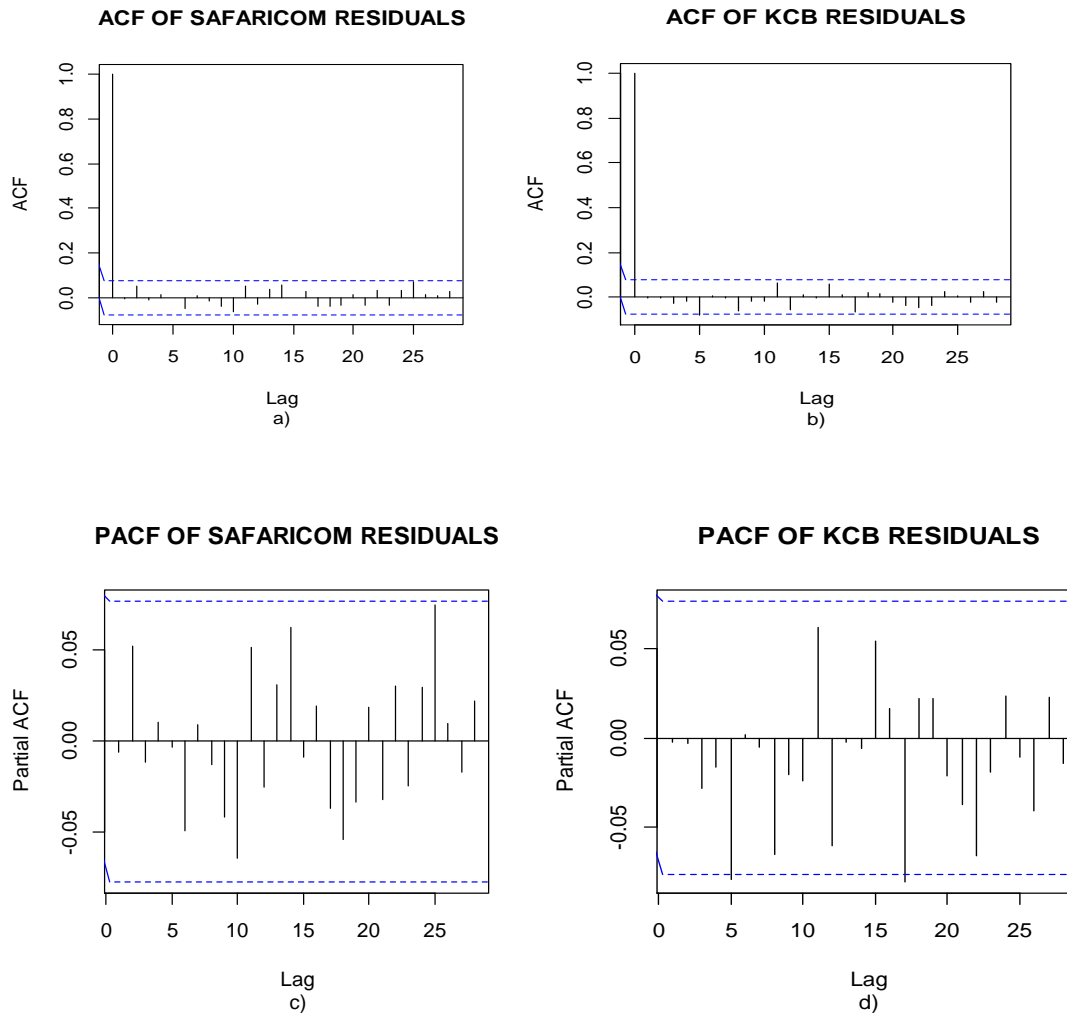 ACF OF SAFARICOM RESIDUALS
ACF
1.0
0.8
0.6
0.4
0.2
0.0
0 5 10 15 20 25
Lag
a)
ACF OF KCB RESIDUALS
ACF
1.0
0.8
0.6
0.4
0.2
0.0
0 5 10 15 20 25
Lag
b)
PACF OF SAFARICOM RESIDUALS
Partial ACF
0.05
0.00
-0.05
0 5 10 15 20 25
Lag
c)
PACF OF KCB RESIDUALS
Partial ACF
0.05
0.00
-0.05
0 5 10 15 20 25
Lag
d)